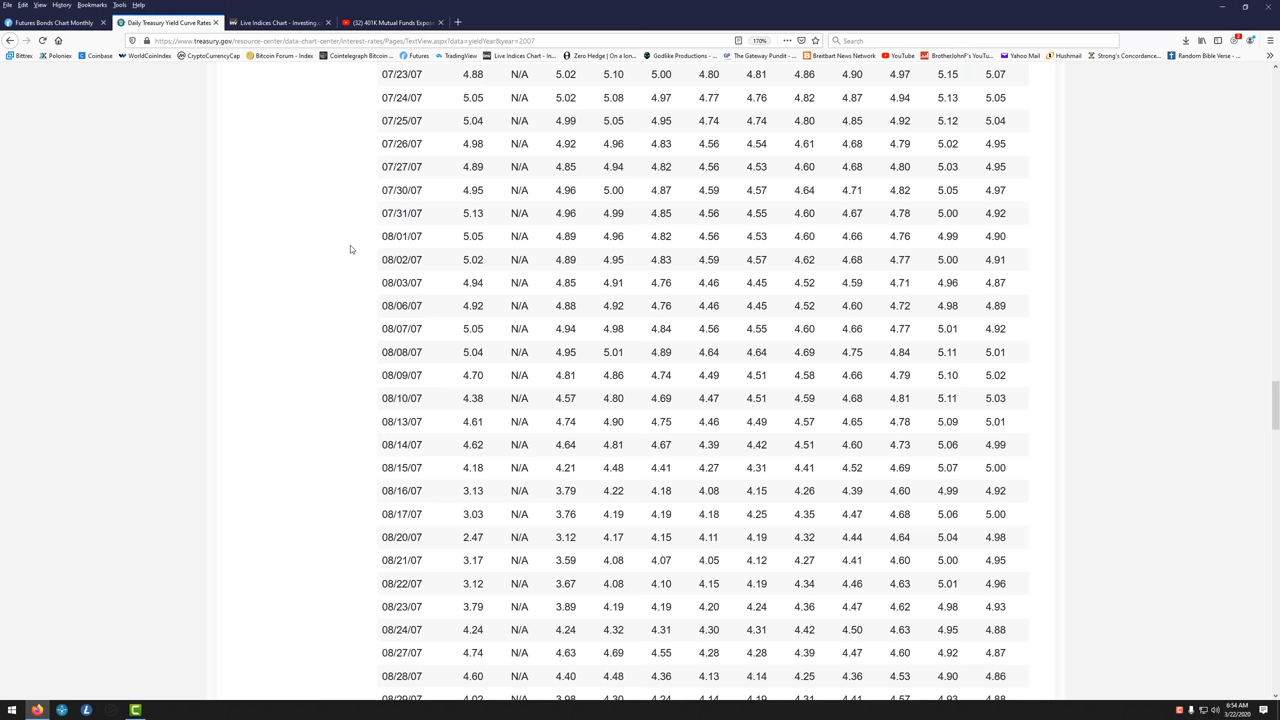 File Edit View History Bookmarks Tools Help
Futures Bonds Chart Monthly Daily Treasury Yield Curve Rates Live Indices Chart - Investing.c (32) 401K Mutual Funds Expos
https://www.treasury.gov/resource-center/data-chart-center/interest-rates/Pages/TextView.aspx?data=yieldYear&year=2007 170% Search
Bittrex Poloniex Coinbase WorldCoinIndex CryptoCurrencyCap Bitcoin Forum - Index Cointelegraph Bitcoin ... Futures TradingView Live Indices Chart - In... Zero Hedge | On a lon... Godlike Productions - ... The Gateway Pundit - ... Breitbart News Network YouTube BrotherJohnF's YouTu... Yahoo Mail Hushmail Strong's Concordance... Random Bible Verse - ...
07/23/07 4.88 N/A 5.02 5.10 5.00 4.80 4.81 4.86 4.90 4.97 5.15 5.07
07/24/07 5.05 N/A 5.02 5.08 4.97 4.77 4.76 4.82 4.87 4.94 5.13 5.05
07/25/07 5.04 N/A 4.99 5.05 4.95 4.74 4.74 4.80 4.85 4.92 5.12 5.04
07/26/07 4.98 N/A 4.92 4.96 4.83 4.56 4.54 4.61 4.68 4.79 5.02 4.95
07/27/07 4.89 N/A 4.85 4.94 4.82 4.56 4.53 4.60 4.68 4.80 5.03 4.95
07/30/07 4.95 N/A 4.96 5.00 4.87 4.59 4.57 4.64 4.71 4.82 5.05 4.97
07/31/07 5.13 N/A 4.96 4.99 4.85 4.56 4.55 4.60 4.67 4.78 5.00 4.92
08/01/07 5.05 N/A 4.89 4.96 4.82 4.56 4.53 4.60 4.66 4.76 4.99 4.90
08/02/07 5.02 N/A 4.89 4.95 4.83 4.59 4.57 4.62 4.68 4.77 5.00 4.91
08/03/07 4.94 N/A 4.85 4.91 4.76 4.46 4.45 4.52 4.59 4.71 4.96 4.87
08/06/07 4.92 N/A 4.88 4.92 4.76 4.46 4.45 4.52 4.60 4.72 4.98 4.89
08/07/07 5.05 N/A 4.94 4.98 4.84 4.56 4.55 4.60 4.66 4.77 5.01 4.92
08/08/07 5.04 N/A 4.95 5.01 4.89 4.64 4.64 4.69 4.75 4.84 5.11 5.01
08/09/07 4.70 N/A 4.81 4.86 4.74 4.49 4.51 4.58 4.66 4.79 5.10 5.02
08/10/07 4.38 N/A 4.57 4.80 4.69 4.47 4.51 4.59 4.68 4.81 5.11 5.03
08/13/07 4.61 N/A 4.74 4.90 4.75 4.46 4.49 4.57 4.65 4.78 5.09 5.01
08/14/07 4.62 N/A 4.64 4.81 4.67 4.39 4.42 4.51 4.60 4.73 5.06 4.99
08/15/07 4.18 N/A 4.21 4.48 4.41 4.27 4.31 4.41 4.52 4.69 5.07 5.00
08/16/07 3.13 N/A 3.79 4.22 4.18 4.08 4.15 4.26 4.39 4.60 4.99 4.92
08/17/07 3.03 N/A 3.76 4.19 4.19 4.18 4.25 4.35 4.47 4.68 5.06 5.00
08/20/07 2.47 N/A 3.12 4.17 4.15 4.11 4.19 4.32 4.44 4.64 5.04 4.98
08/21/07 3.17 N/A 3.59 4.08 4.07 4.05 4.12 4.27 4.41 4.60 5.00 4.95
08/22/07 3.12 N/A 3.67 4.08 4.10 4.15 4.19 4.34 4.46 4.63 5.01 4.96
08/23/07 3.79 N/A 3.89 4.19 4.19 4.20 4.24 4.36 4.47 4.62 4.98 4.93
08/24/07 4.24 N/A 4.24 4.32 4.31 4.30 4.31 4.42 4.50 4.63 4.95 4.88
08/27/07 4.74 N/A 4.63 4.69 4.55 4.28 4.28 4.39 4.47 4.60 4.92 4.87
08/28/07 4.60 N/A 4.40 4.48 4.36 4.13 4.14 4.25 4.36 4.53 4.90 4.86
08/29/07 4.02 N/A 3.98 4.30 4.24 4.14 4.19 4.31 4.41 4.57 4.93 4.88
6:54 AM
3/22/2020